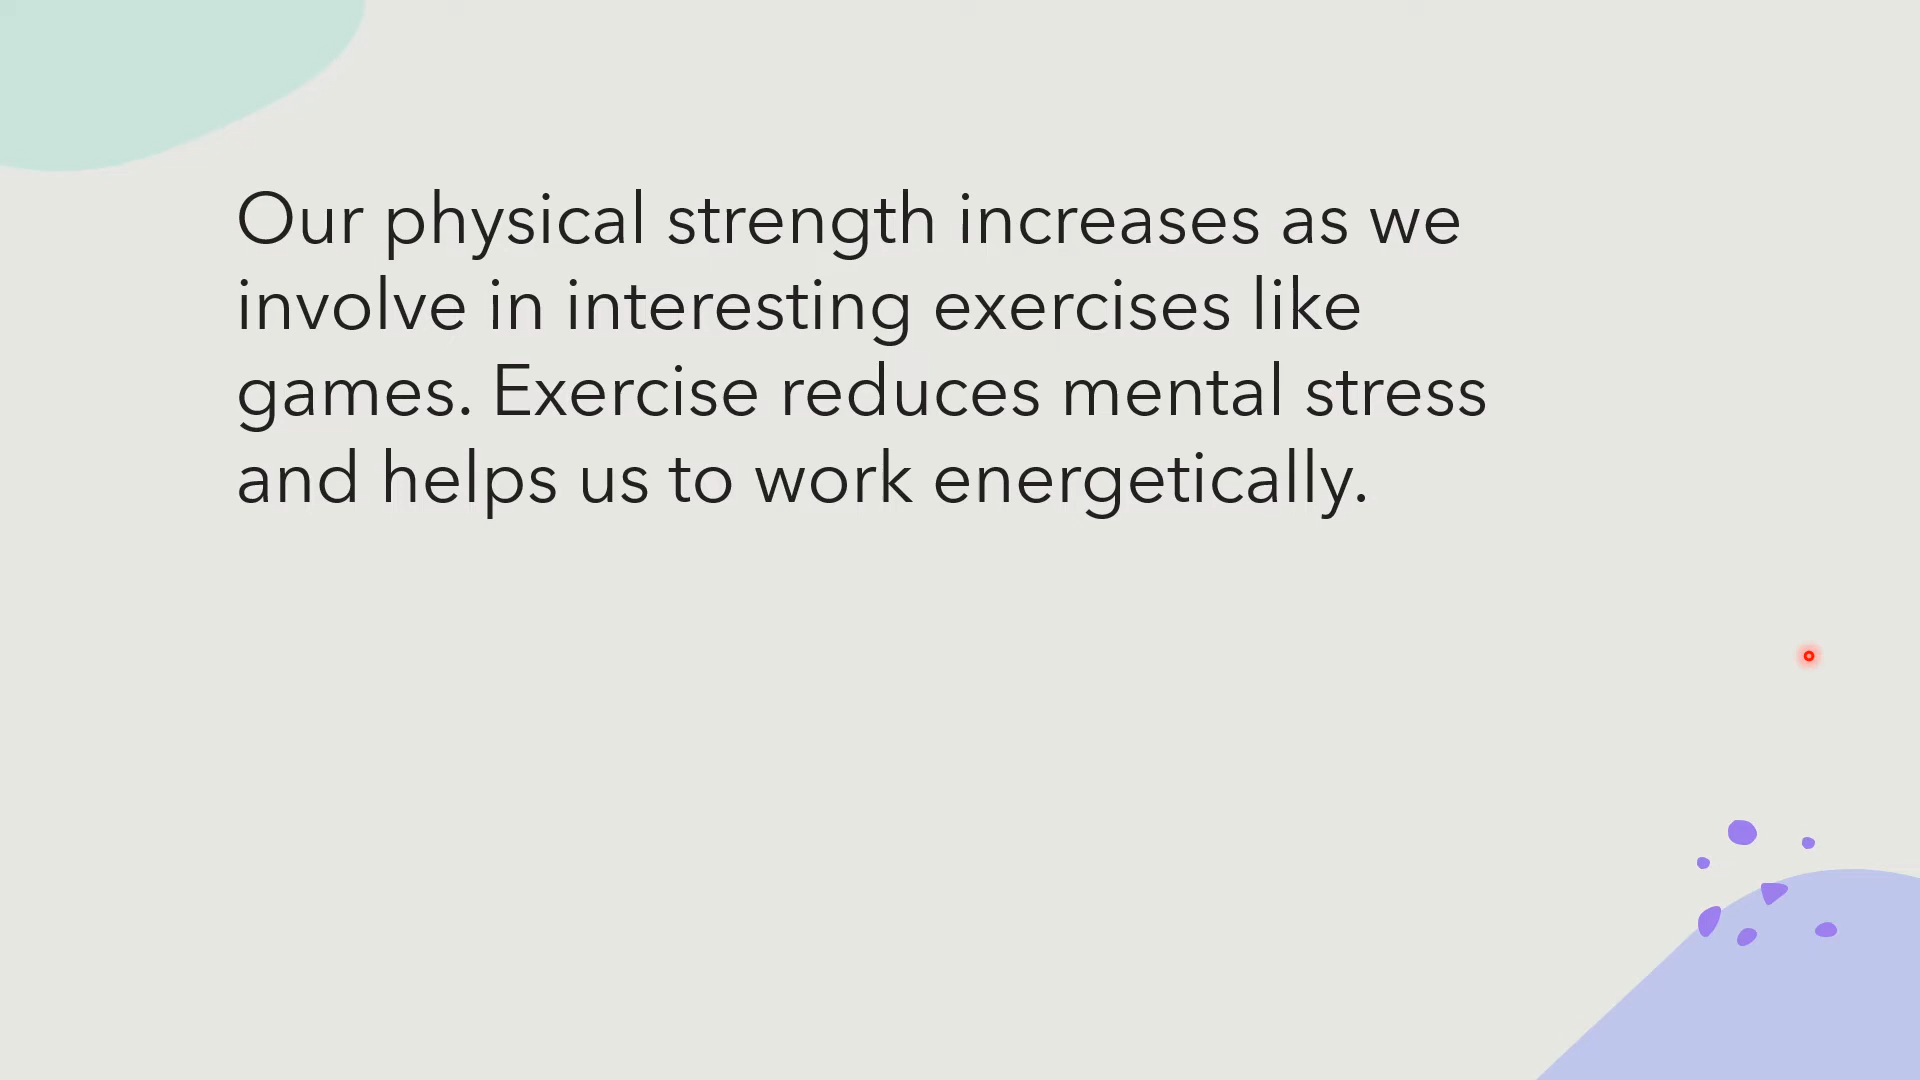 Our physical strength increases as we
involve in interesting exercises like
games. Exercise reduces mental stress
and helps us to work energetically.